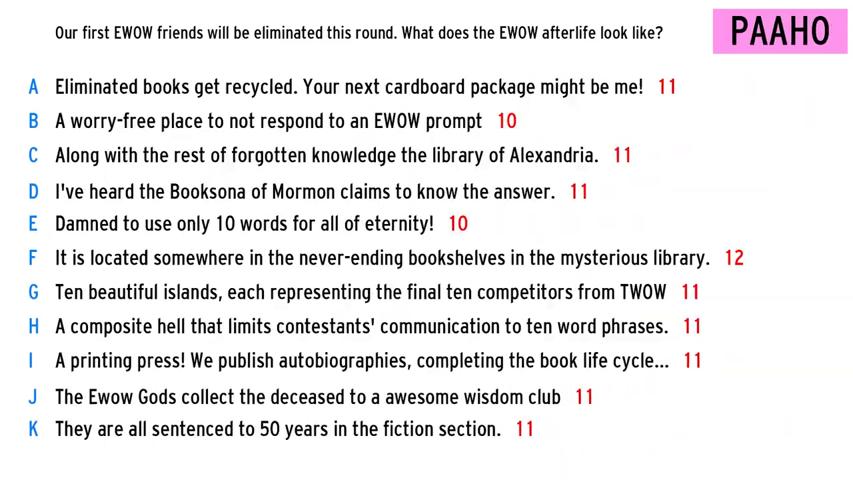 Our first EWOW friends will be eliminated this round. What does the EWOW afterlife look like?
PAAHO
A Eliminated books get recycled. Your next cardboard package might be me! 11
B A worry-free place to not respond to an EWOW prompt 10
C Along with the rest of forgotten knowledge the library of Alexandria. 11
D I've heard the Booksona of Mormon claims to know the answer. 11
E Damned to use only 10 words for all of eternity! 10
F It is located somewhere in the never-ending bookshelves in the mysterious library. 12
G Ten beautiful islands, each representing the final ten competitors from TWOW 11
H A composite hell that limits contestants' communication to ten word phrases. 11
I A printing press! We publish autobiographies, completing the book life cycle... 11
J The Ewow Gods collect the deceased to a awesome wisdom club 11
K They are all sentenced to 50 years in the fiction section. 11